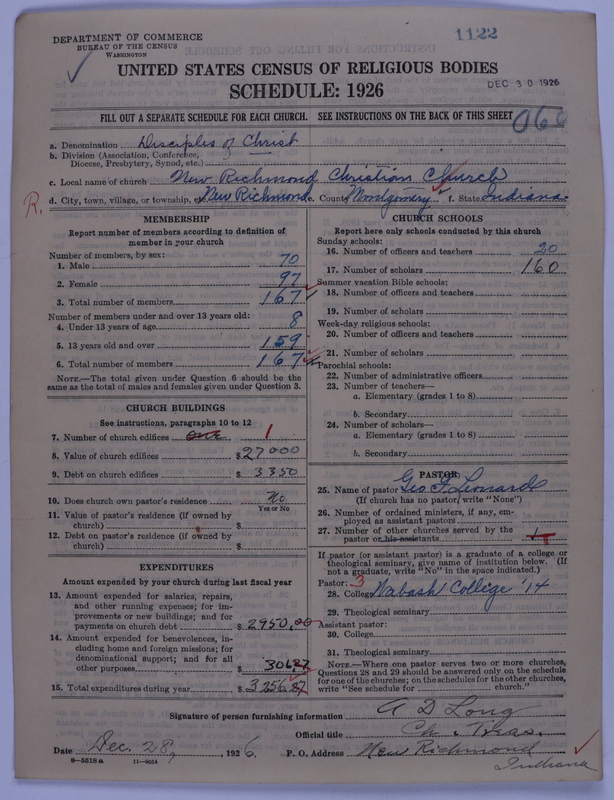 1122
DEPARTMENT OF COMMERCE
BUREAU OF THE CENSUS
WASHINGTON
UNITED STATES CENSUS OF RELIGIOUS BODIES
SCHEDULE: 1926
DEC 30 1926
FILL OUT A SEPARATE SCHEDULE FOR EACH CHURCH. SEE INSTRUCTIONS ON THE BACK OF THIS SHEET
a. Denomination Disciples of Christ
b. Division (Association, Conference,
Diocese, Presbytery, Synod, etc.)
c. Local name of church New Richmond Christian Church
R. d. City, town, village, or township, etc. New Richmond e. County Montgomery f. State Indiana
MEMBERSHIP
Report number of members according to definition of
member in your church
Number of members, by sex:
1. Male 70
2. Female 97
3. Total number of members 167
Number of members under and over 13 years old:
4. Under 13 years of age 8
5. 13 years old and over 159
6. Total number of members 167
NOTE.—The total given under Question 6 should be the
same as the total of males and females given under Question 3.
CHURCH BUILDINGS
See instructions, paragraphs 10 to 12
7. Number of church edifices one 1
8. Value of church edifices $27000
9. Debt on church edifices $3350
10. Does church own pastor's residence No
Yes or No
11. Value of pastor's residence (if owned by
church) $
12. Debt on pastor's residence (if owned by
church) $
EXPENDITURES
Amount expended by your church during last fiscal year
13. Amount expended for salaries, repairs,
and other running expenses; for im-
provements or new buildings; and for
payments on church debt $2950.00
14. Amount expended for benevolences, in-
cluding home and foreign missions; for
denominational support; and for all
other purposes 306.27
15. Total expenditures during year $3256.27
CHURCH SCHOOLS
Report here only schools conducted by this church
Sunday schools:
16. Number of officers and teachers 20
17. Number of scholars 160
Summer vacation Bible schools:
18. Number of officers and teachers
19. Number of scholars
Week-day religious schools:
20. Number of officers and teachers
21. Number of scholars
Parochial schools:
22. Number of administrative officers
23. Number of teachers—
a. Elementary (grades 1 to 8)
b. Secondary
24. Number of scholars—
a. Elementary (grades 1 to 8)
b. Secondary
PASTOR
25. Name of pastor Leonard
(If church has no pastor, write "None")
26. Number of ordained ministers, if any, em-
ployed as assistant pastors
27. Number of other churches served by the
pastor or his assistants 1
If pastor (or assistant pastor) is a graduate of a college or
theological seminary, give name of institution below. (If
not a graduate, write "No" in the space indicated.)
Pastor: 3
28. College Wabash College '14
29. Theological seminary
Assistant pastor:
30. College
31. Theological seminary
NOTE.—Where one pastor serves two or more churches,
Questions 28 and 29 should be answered only on the schedule
for one of the churches; on the schedules for the other churches,
write "See schedule for church."
Signature of person furnishing information A D Long
Official title Ch. Treas.
Date Dec. 28, 1926. P. O. Address New Richmond
Indiana
8—5518 a 11—9054